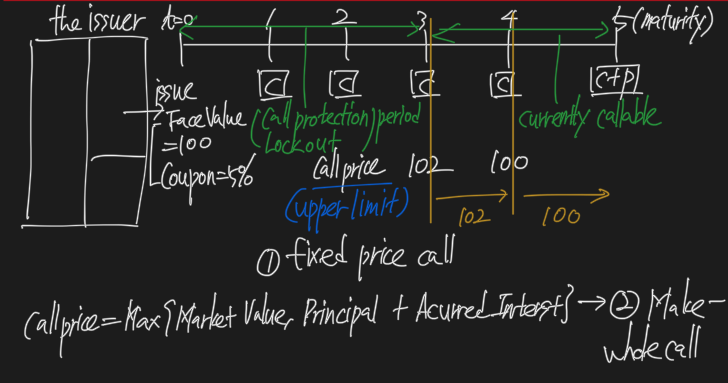 the issuer t=0 1 2 3 4 5 (maturity)
C C C C C+P
issue
Face Value
=100
Coupon=5%
(Call protection) period
Lockout
currently callable
Call price 102 100
(upper limit)
102 100
① fixed price call
Call price = Max{Market Value, Principal + Acurred Interst} → ② Make-
whole call